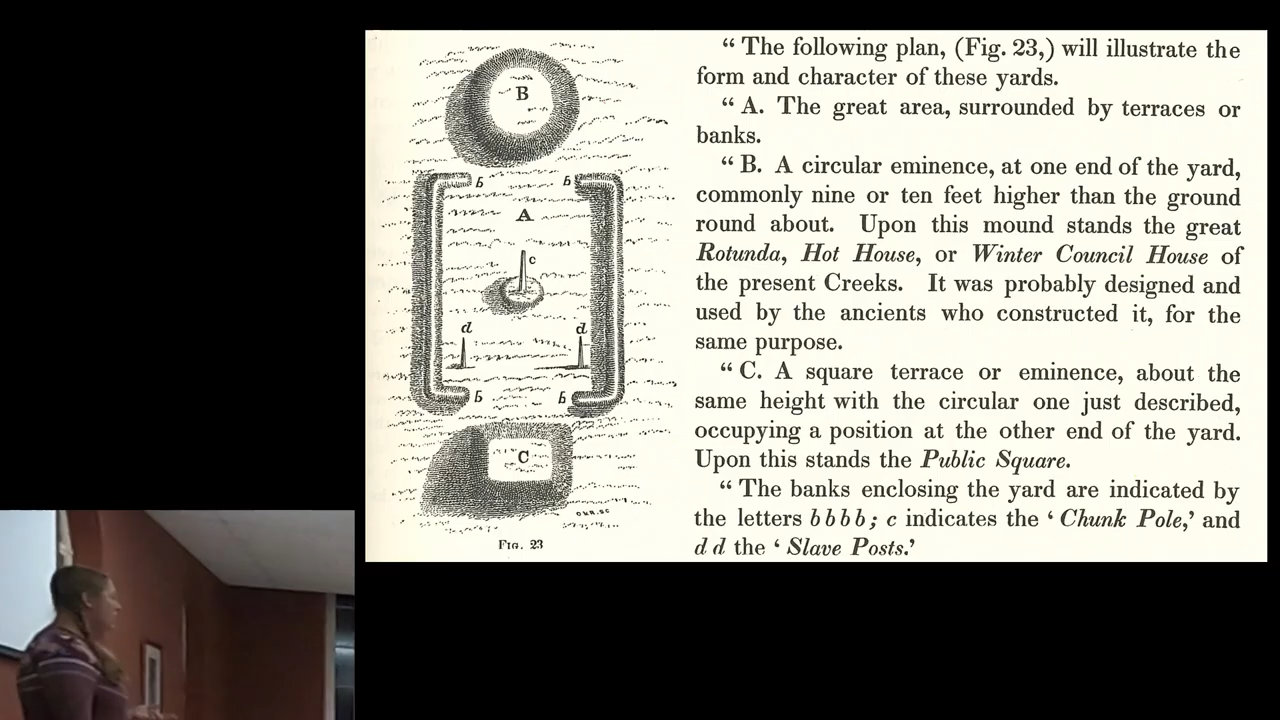 B
b b
A
c
d d
b b
C
O.N.R.SC
FIG. 23
“ The following plan, (Fig. 23,) will illustrate the
form and character of these yards.
“ A. The great area, surrounded by terraces or
banks.
“ B. A circular eminence, at one end of the yard,
commonly nine or ten feet higher than the ground
round about. Upon this mound stands the great
Rotunda, Hot House, or Winter Council House of
the present Creeks. It was probably designed and
used by the ancients who constructed it, for the
same purpose.
“ C. A square terrace or eminence, about the
same height with the circular one just described,
occupying a position at the other end of the yard.
Upon this stands the Public Square.
“ The banks enclosing the yard are indicated by
the letters b b b b ; c indicates the ‘ Chunk Pole,’ and
d d the ‘ Slave Posts.’